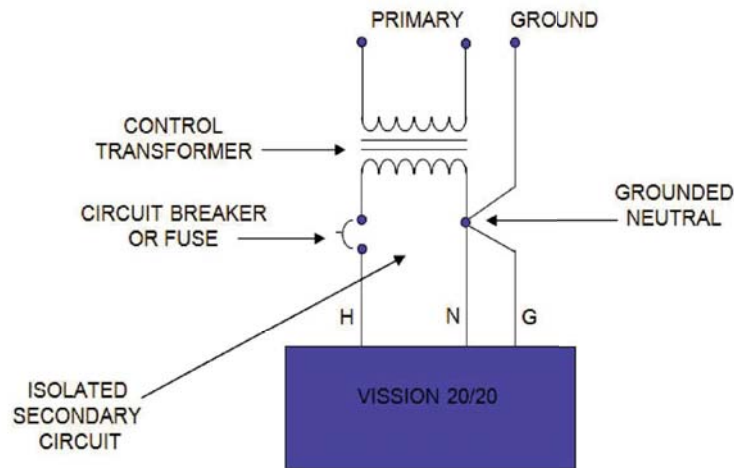 PRIMARY
GROUND
CONTROL
TRANSFORMER
CIRCUIT BREAKER
OR FUSE
GROUNDED
NEUTRAL
H
N
G
ISOLATED
SECONDARY
CIRCUIT
VISSION 20/20